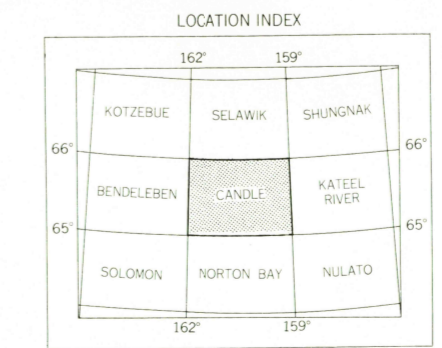 LOCATION INDEX
162° 159°
KOTZEBUE SELAWIK SHUNGNAK
66° 66°
BENDELEBEN CANDLE KATEEL RIVER
65° 65°
SOLOMON NORTON BAY NULATO
162° 159°